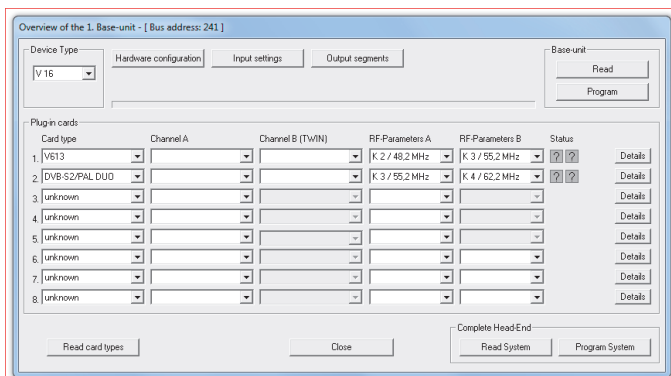 Overview of the 1. Base-unit - [ Bus address: 241 ]
Device Type
V 16
Hardware configuration Input settings Output segments
Base-unit
Read
Program
Plug-in cards
Card type Channel A Channel B (TWIN) RF-Parameters A RF-Parameters B Status
1. V613 K 2 / 48,2 MHz K 3 / 55,2 MHz ? ? Details
2. DVB-S2/PAL DUO K 3 / 55,2 MHz K 4 / 62,2 MHz ? ? Details
3. unknown Details
4. unknown Details
5. unknown Details
6. unknown Details
7. unknown Details
8. unknown Details
Complete Head-End
Read card types Close Read System Program System